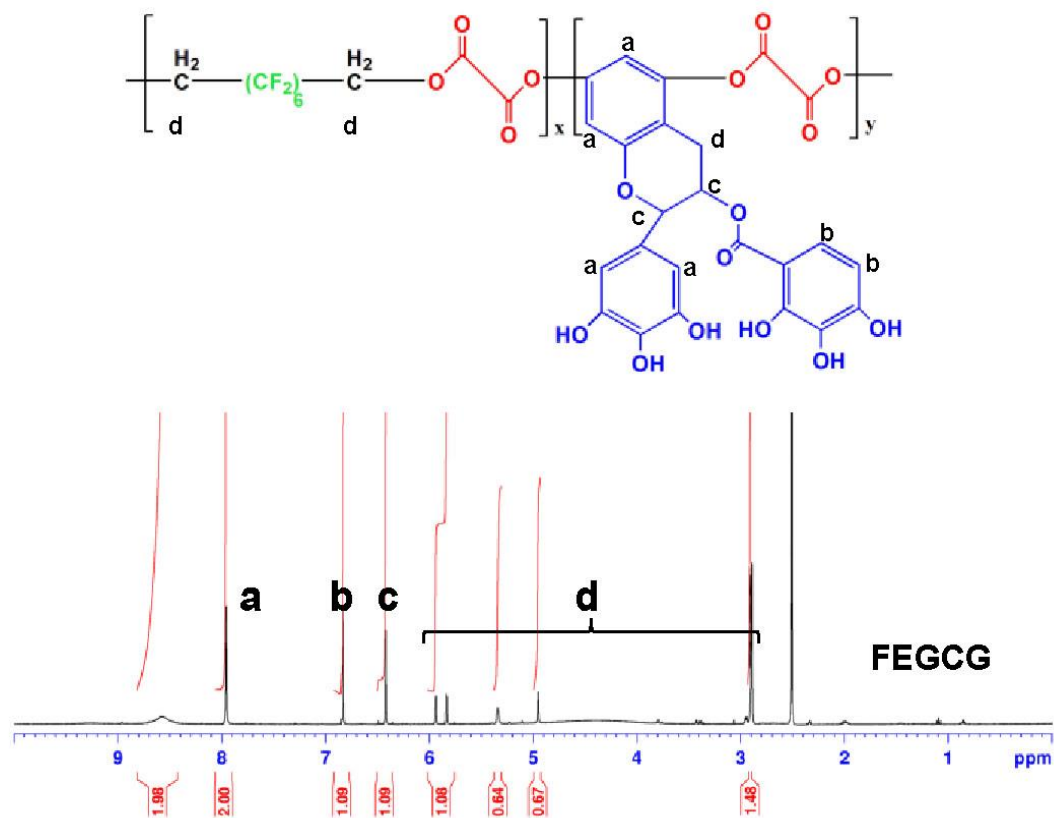 H₂
C
(CF₂)₆
H₂
C
O
O
O
O
x
a
O
O
O
O
y
d
d
a
d
O
c
c
O
O
b
b
a
a
HO
OH
OH
HO
OH
OH
a
b
c
d
FEGCG
9
8
7
6
5
4
3
2
1
ppm
1.98
2.00
1.09
1.09
1.08
0.64
0.67
1.48